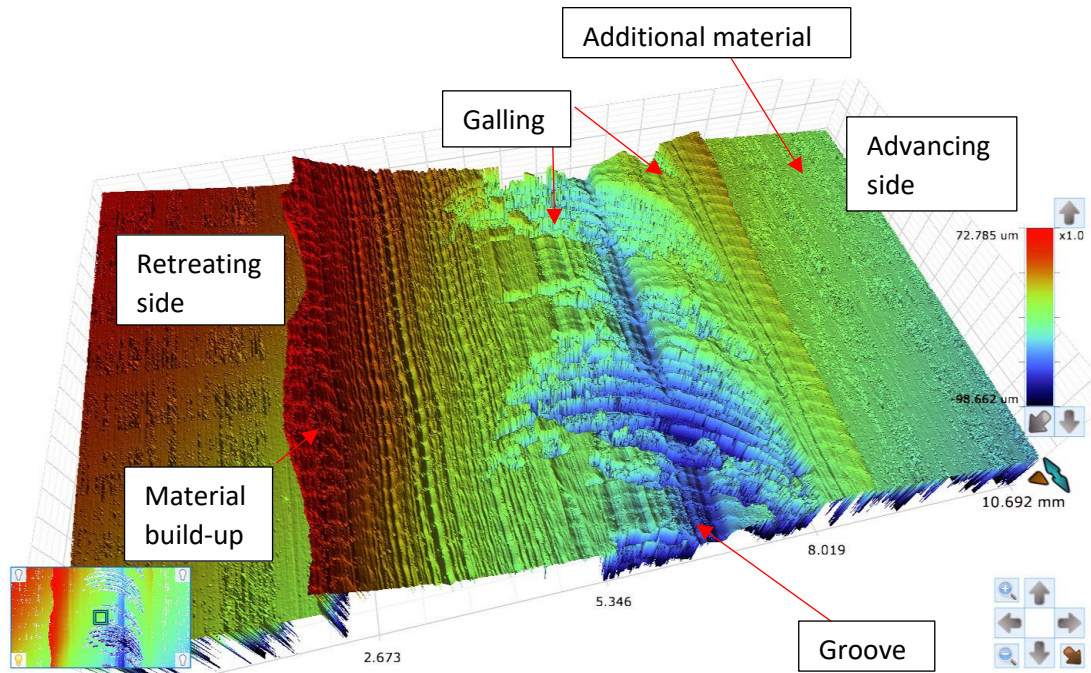 Additional material
Galling
Advancing
side
Retreating
side
72.785 um
x1.0
-98.662 um
Material
build-up
10.692 mm
8.019
5.346
2.673
Groove